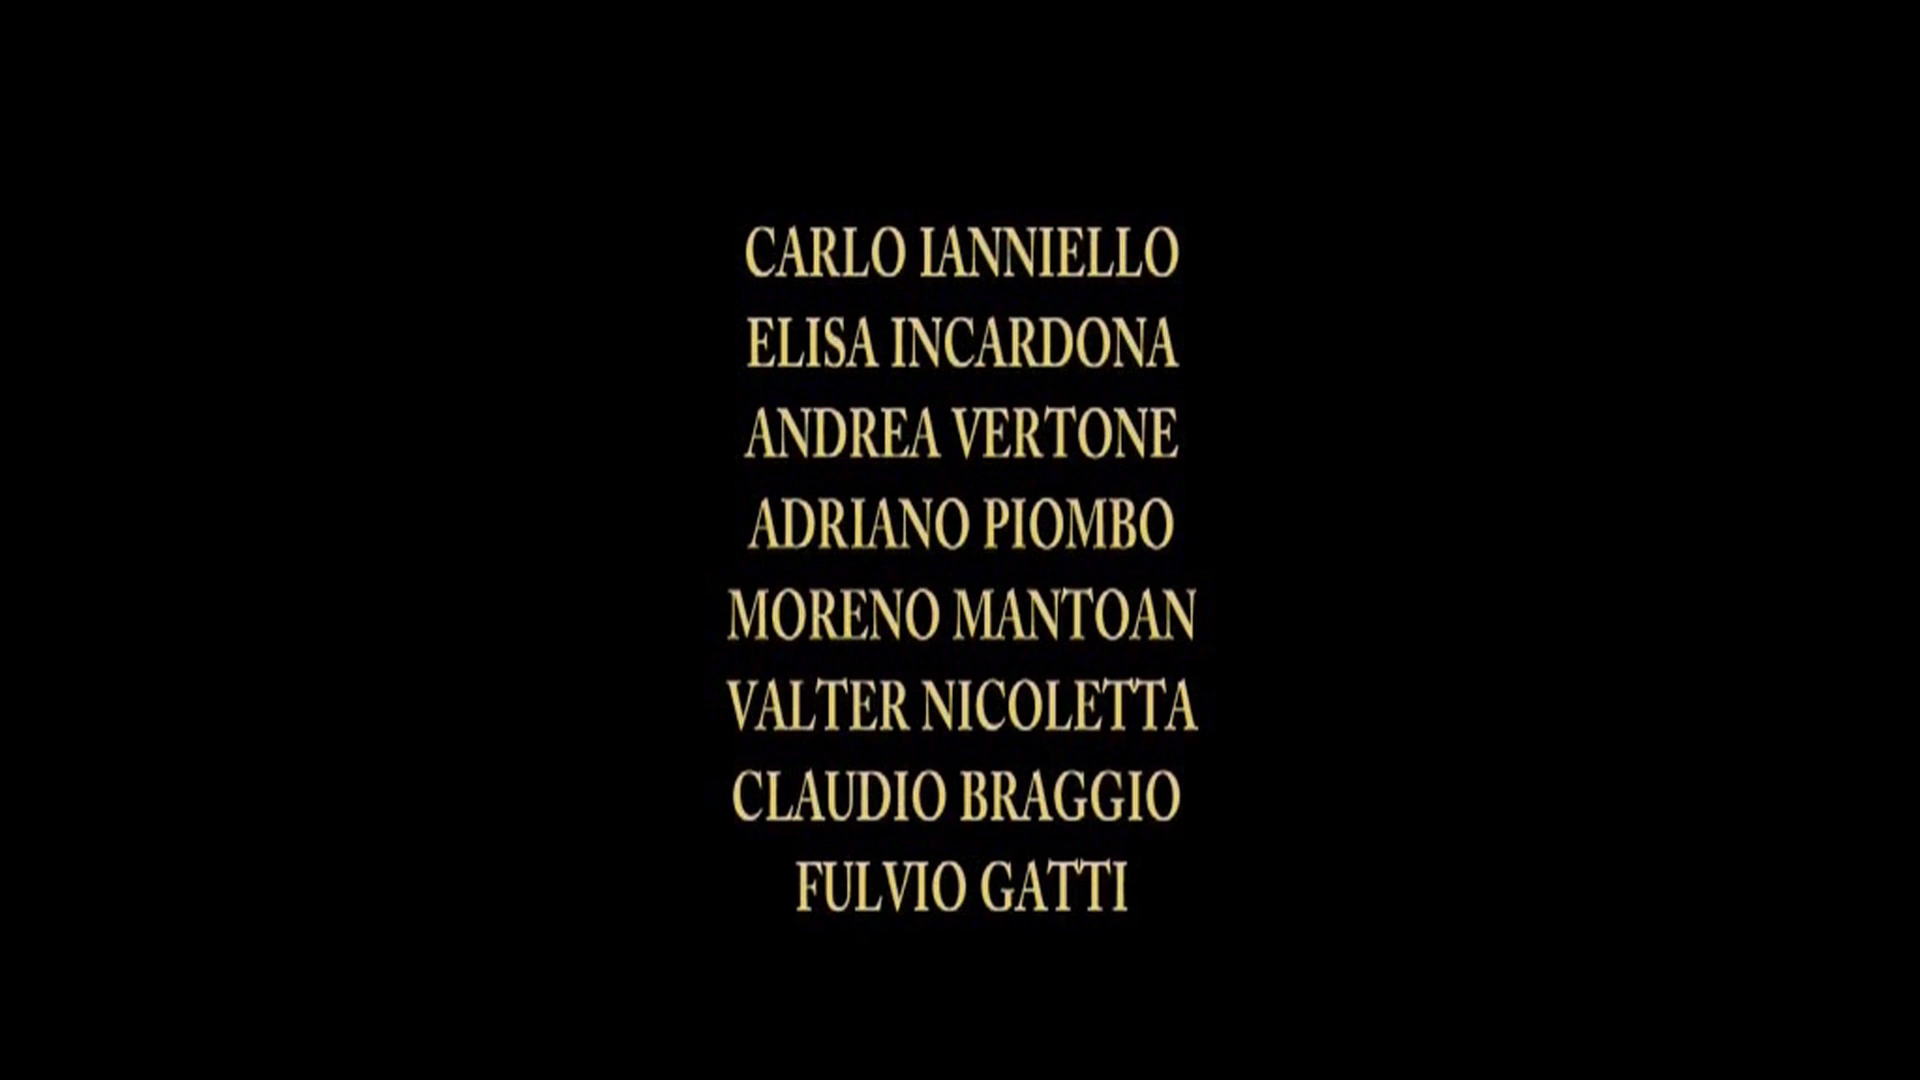 CARLO IANNIELLO
ELISA INCARDONA
ANDREA VERTONE
ADRIANO PIOMBO
MORENO MANTOAN
VALTER NICOLETTA
CLAUDIO BRAGGIO
FULVIO GATTI